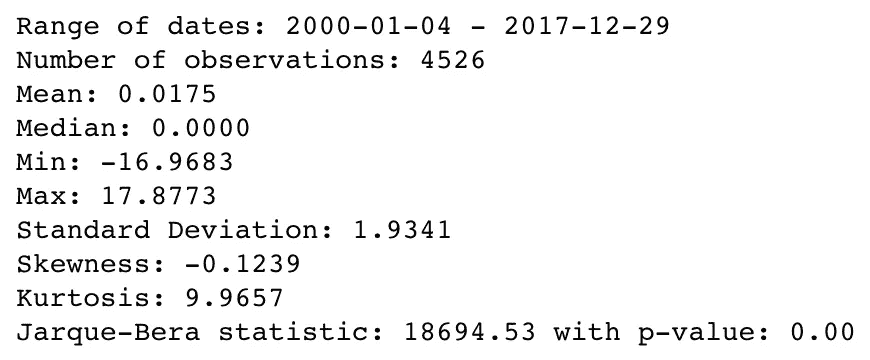 Range of dates: 2000-01-04 - 2017-12-29
Number of observations: 4526
Mean: 0.0175
Median: 0.0000
Min: -16.9683
Max: 17.8773
Standard Deviation: 1.9341
Skewness: -0.1239
Kurtosis: 9.9657
Jarque-Bera statistic: 18694.53 with p-value: 0.00